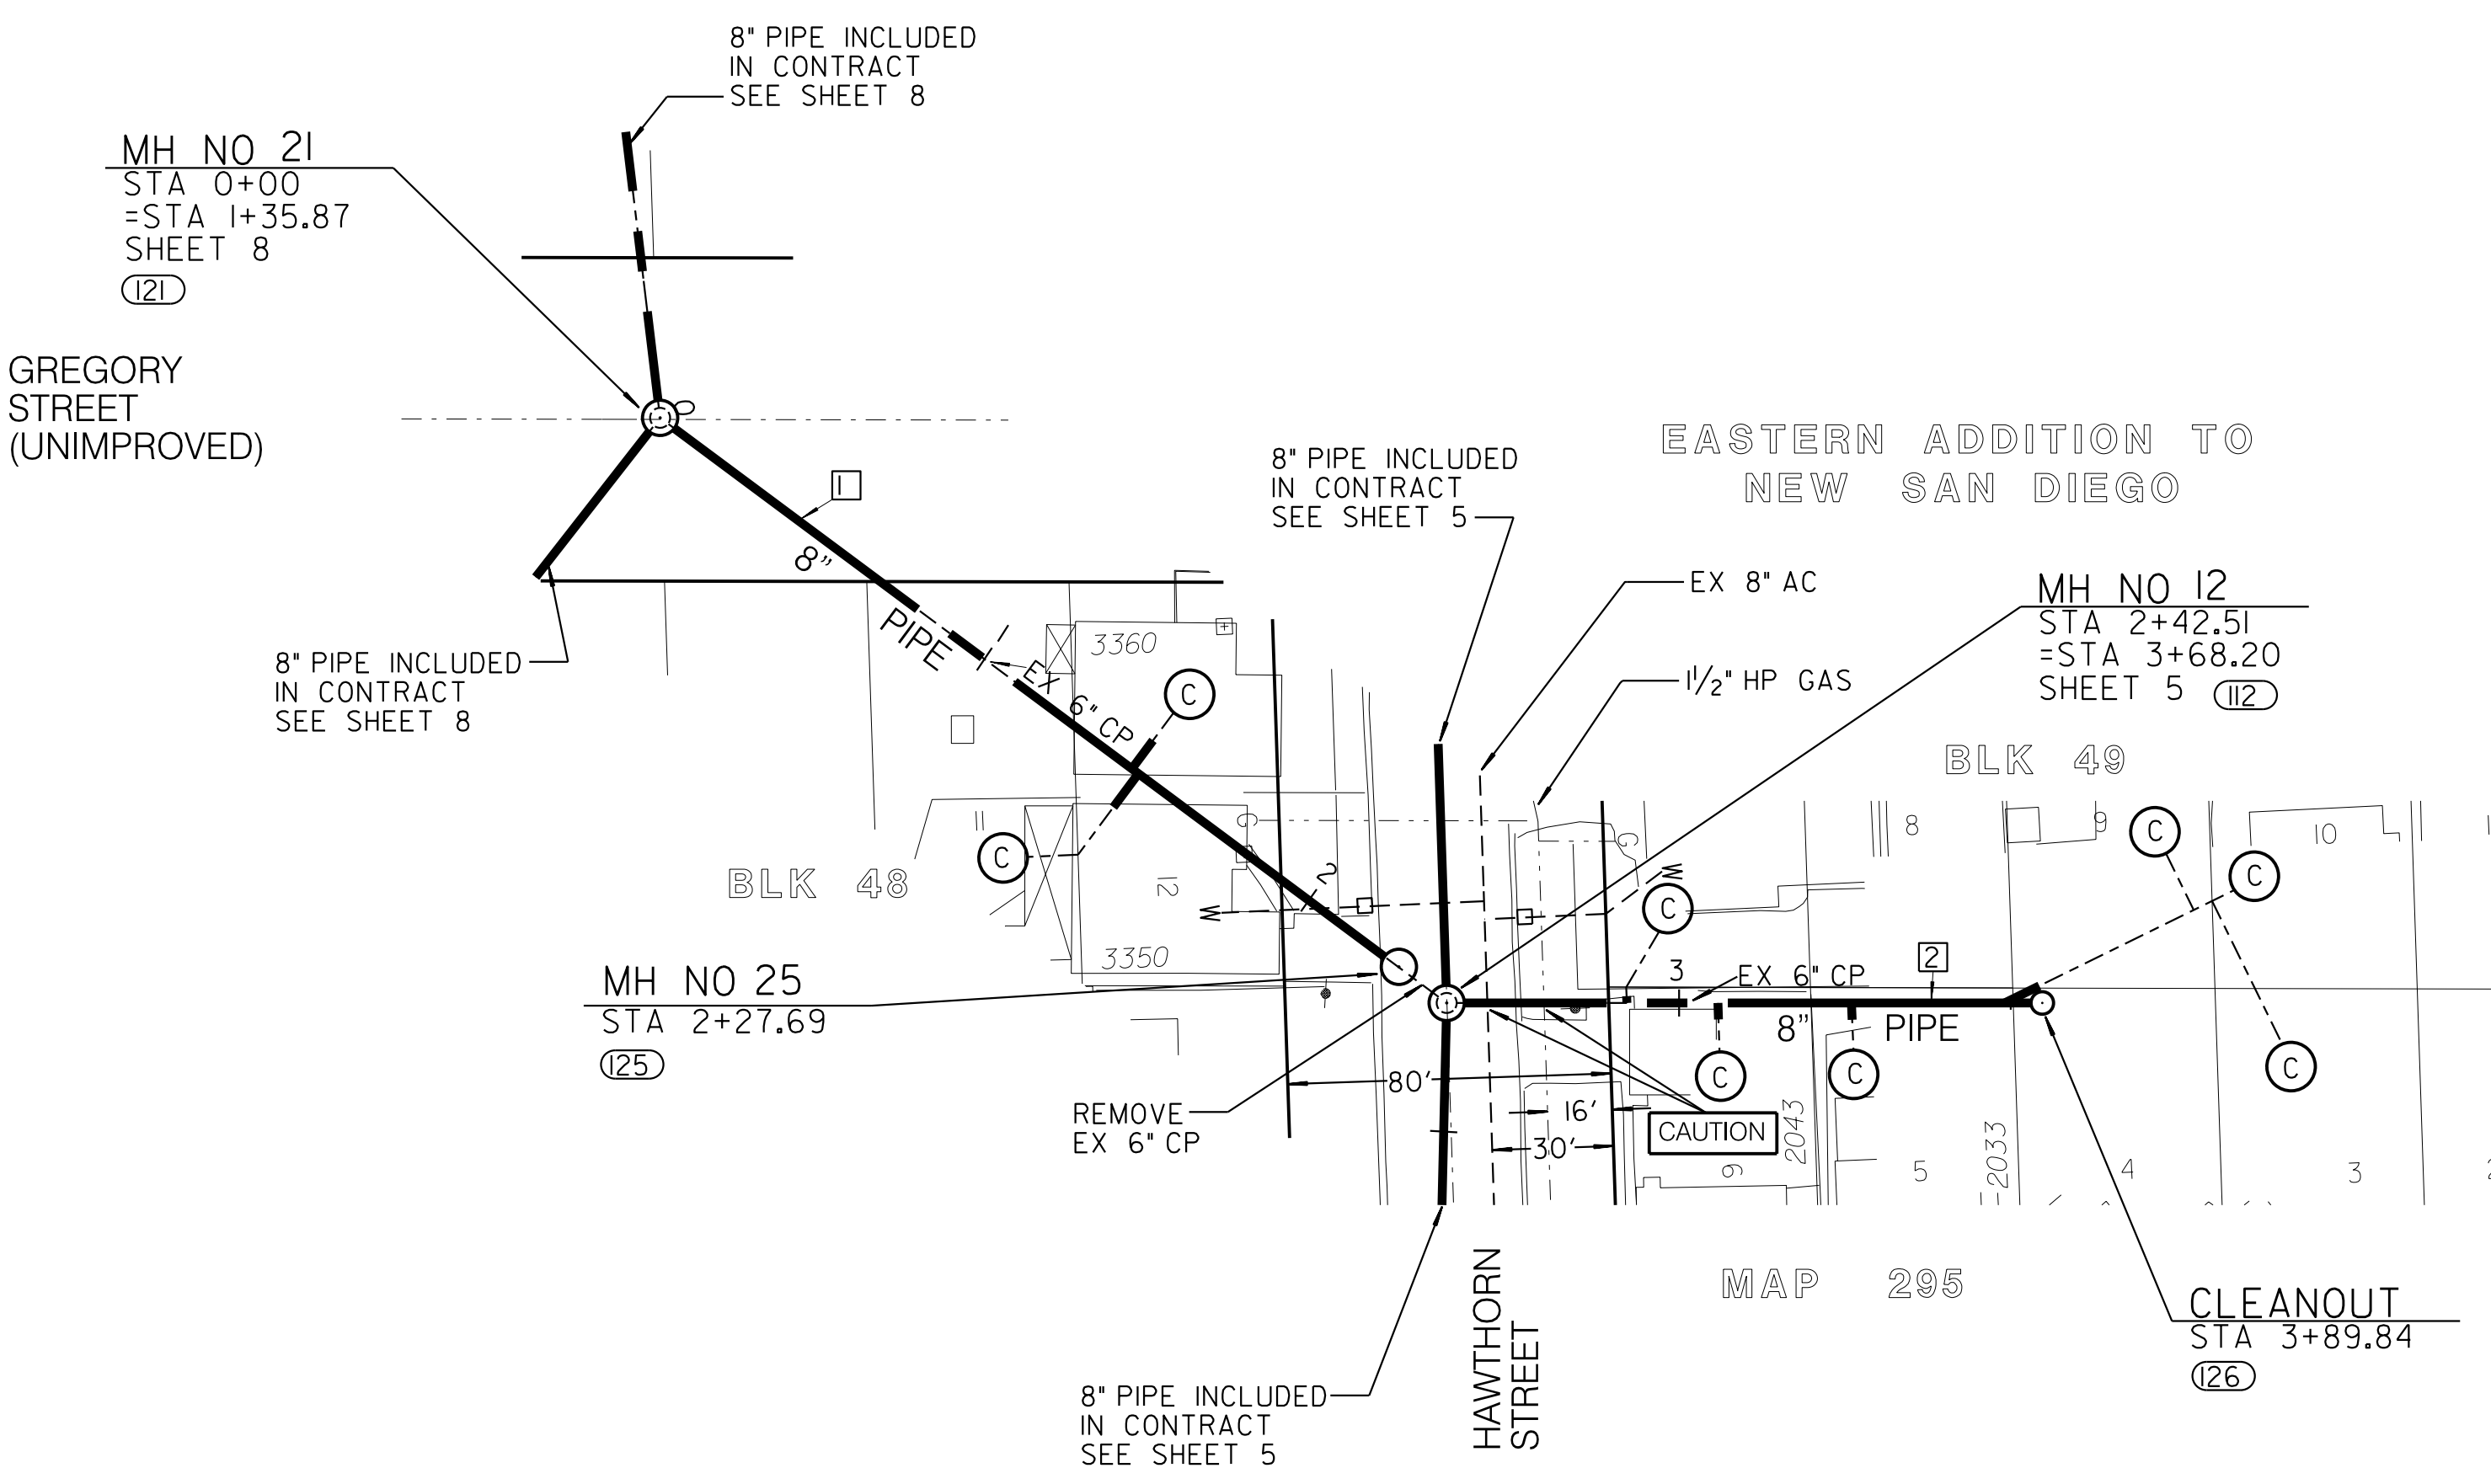 8" PIPE INCLUDED
IN CONTRACT
SEE SHEET 8
MH NO 21
STA 0+00
=STA 1+35.87
SHEET 8
121
GREGORY
STREET
(UNIMPROVED)
0
1
8"
PIPE
8" PIPE INCLUDED
IN CONTRACT
SEE SHEET 5
EASTERN ADDITION TO
NEW SAN DIEGO
EX 8" AC
MH NO 12
STA 2+42.51
=STA 3+68.20
SHEET 5 112
8" PIPE INCLUDED
IN CONTRACT
SEE SHEET 8
1
EX
6" CP
3360
C
1 1/2" HP GAS
BLK 49
BLK 48
11
C
12
G
2
W
G
W
C
8
9
10
C
C
3350
MH NO 25
STA 2+27.69
125
3
EX 6" CP
2
8"
PIPE
C
C
C
REMOVE
EX 6" CP
80'
16'
30'
CAUTION
6
2043
5
2033
4
3
HAWTHORN
STREET
MAP 295
CLEANOUT
STA 3+89.84
126
8" PIPE INCLUDED
IN CONTRACT
SEE SHEET 5